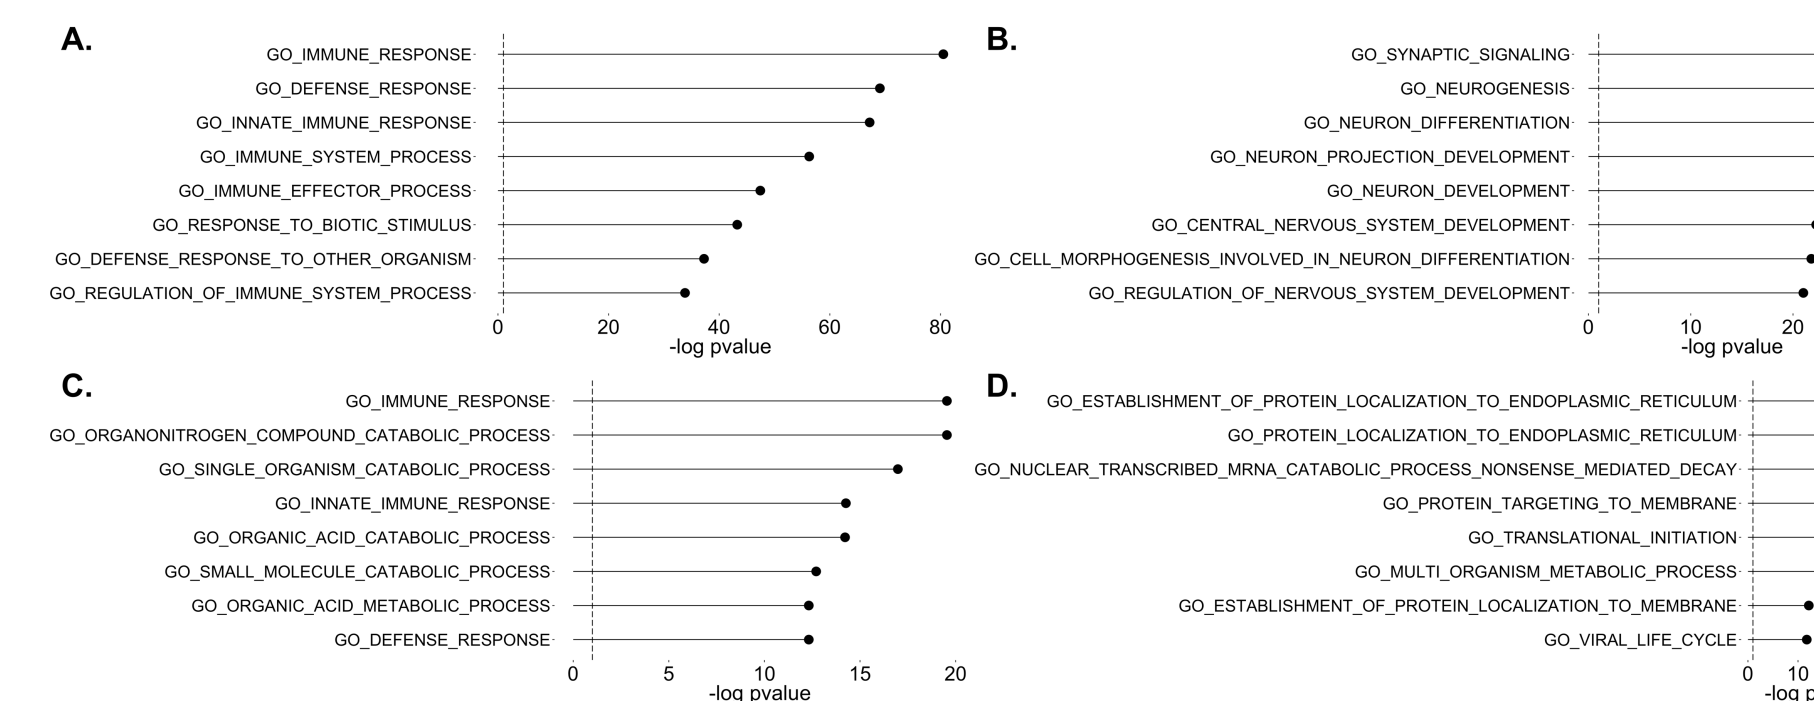 A.
GO_IMMUNE_RESPONSE
GO_DEFENSE_RESPONSE
GO_INNATE_IMMUNE_RESPONSE
GO_IMMUNE_SYSTEM_PROCESS
GO_IMMUNE_EFFECTOR_PROCESS
GO_RESPONSE_TO_BIOTIC_STIMULUS
GO_DEFENSE_RESPONSE_TO_OTHER_ORGANISM
GO_REGULATION_OF_IMMUNE_SYSTEM_PROCESS
0 20 40 60 80
-log pvalue
B.
GO_SYNAPTIC_SIGNALING
GO_NEUROGENESIS
GO_NEURON_DIFFERENTIATION
GO_NEURON_PROJECTION_DEVELOPMENT
GO_NEURON_DEVELOPMENT
GO_CENTRAL_NERVOUS_SYSTEM_DEVELOPMENT
GO_CELL_MORPHOGENESIS_INVOLVED_IN_NEURON_DIFFERENTIATION
GO_REGULATION_OF_NERVOUS_SYSTEM_DEVELOPMENT
0 10 20
-log pvalue
C.
GO_IMMUNE_RESPONSE
GO_ORGANONITROGEN_COMPOUND_CATABOLIC_PROCESS
GO_SINGLE_ORGANISM_CATABOLIC_PROCESS
GO_INNATE_IMMUNE_RESPONSE
GO_ORGANIC_ACID_CATABOLIC_PROCESS
GO_SMALL_MOLECULE_CATABOLIC_PROCESS
GO_ORGANIC_ACID_METABOLIC_PROCESS
GO_DEFENSE_RESPONSE
0 5 10 15 20
-log pvalue
D.
GO_ESTABLISHMENT_OF_PROTEIN_LOCALIZATION_TO_ENDOPLASMIC_RETICULUM
GO_PROTEIN_LOCALIZATION_TO_ENDOPLASMIC_RETICULUM
GO_NUCLEAR_TRANSCRIBED_MRNA_CATABOLIC_PROCESS_NONSENSE_MEDIATED_DECAY
GO_PROTEIN_TARGETING_TO_MEMBRANE
GO_TRANSLATIONAL_INITIATION
GO_MULTI_ORGANISM_METABOLIC_PROCESS
GO_ESTABLISHMENT_OF_PROTEIN_LOCALIZATION_TO_MEMBRANE
GO_VIRAL_LIFE_CYCLE
0 10
-log p